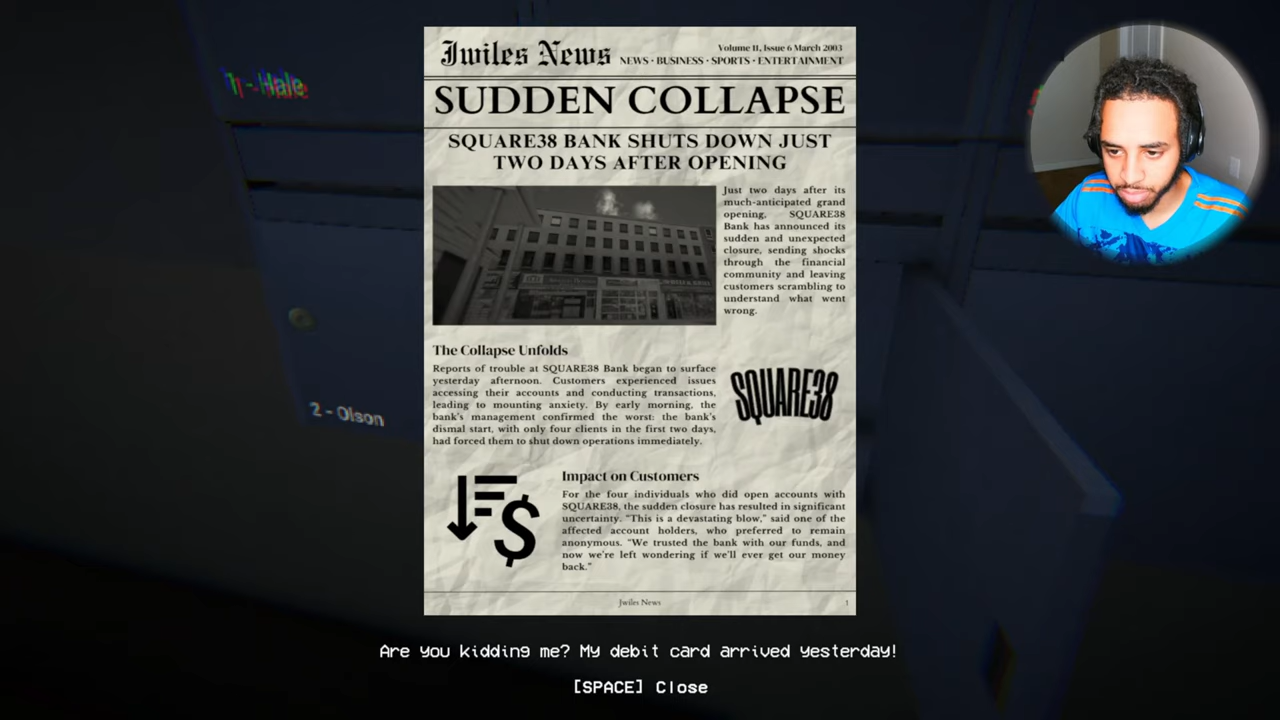 1 - Hale
2 - Olson
Jwiles News
Volume II, Issue 6 March 2003
NEWS • BUSINESS • SPORTS • ENTERTAINMENT
SUDDEN COLLAPSE
SQUARE38 BANK SHUTS DOWN JUST
TWO DAYS AFTER OPENING
Just two days after its
much-anticipated grand
opening, SQUARE38
Bank has announced its
sudden and unexpected
closure, sending shocks
through the financial
community and leaving
customers scrambling to
understand what went
wrong.
The Collapse Unfolds
Reports of trouble at SQUARE38 Bank began to surface
yesterday afternoon. Customers experienced issues
accessing their accounts and conducting transactions,
leading to mounting anxiety. By early morning, the
bank's management confirmed the worst: the bank's
dismal start, with only four clients in the first two days,
had forced them to shut down operations immediately.
SQUARE38
$
Impact on Customers
For the four individuals who did open accounts with
SQUARE38, the sudden closure has resulted in significant
uncertainty. "This is a devastating blow," said one of the
affected account holders, who preferred to remain
anonymous. "We trusted the bank with our funds, and
now we're left wondering if we'll ever get our money
back."
Jwiles News
1
Are you kidding me? My debit card arrived yesterday!
[SPACE] Close